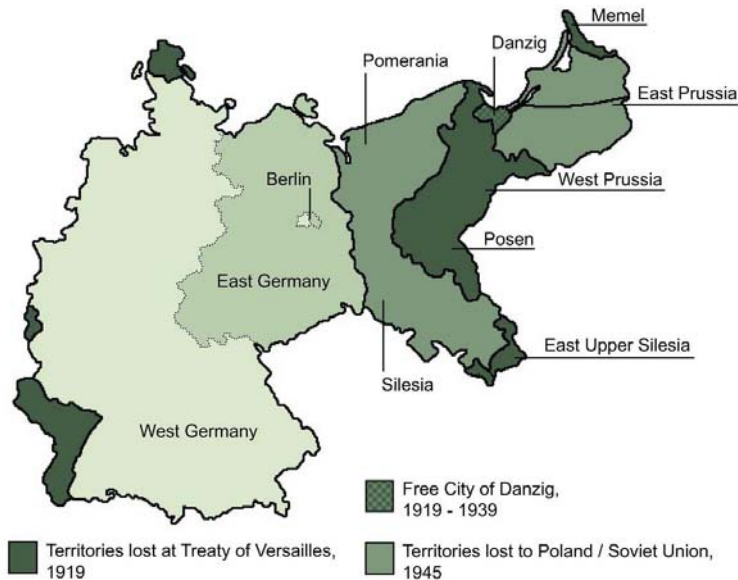 Memel
Danzig
Pomerania
East Prussia
Berlin
West Prussia
Posen
East Germany
East Upper Silesia
Silesia
West Germany
Free City of Danzig,
1919 - 1939
Territories lost at Treaty of Versailles,
1919
Territories lost to Poland / Soviet Union,
1945